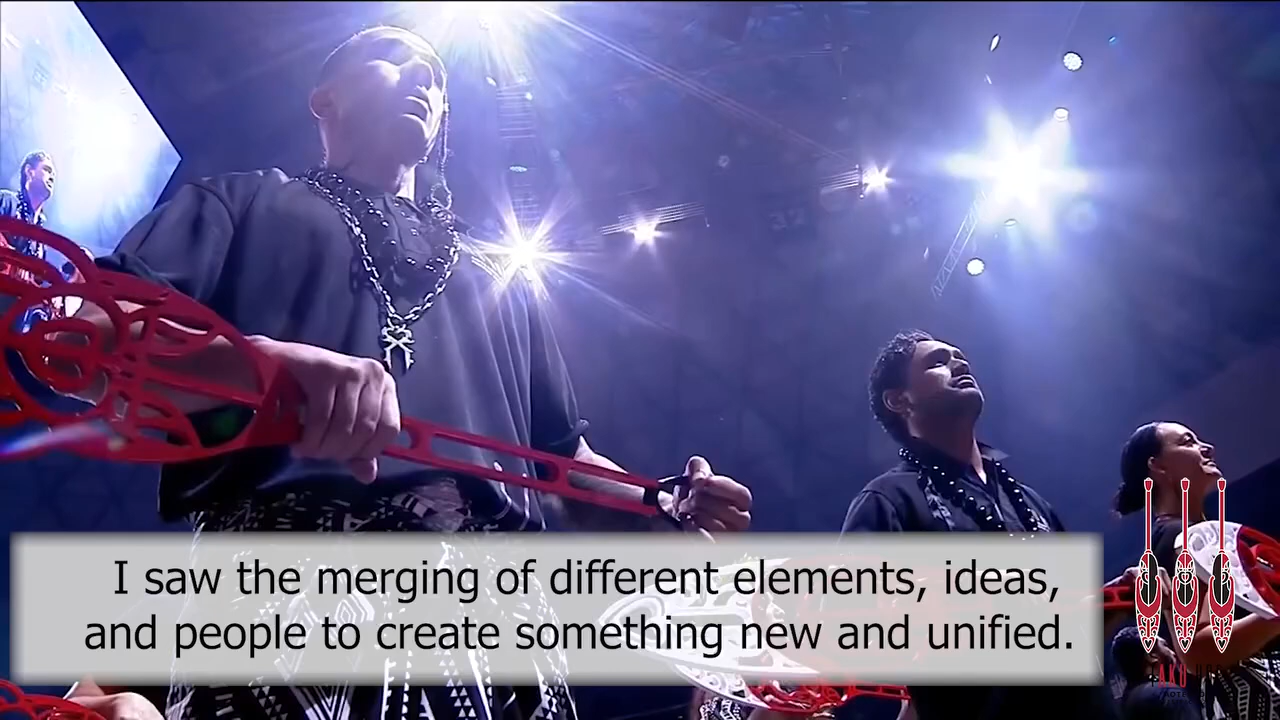 I saw the merging of different elements, ideas,
and people to create something new and unified.